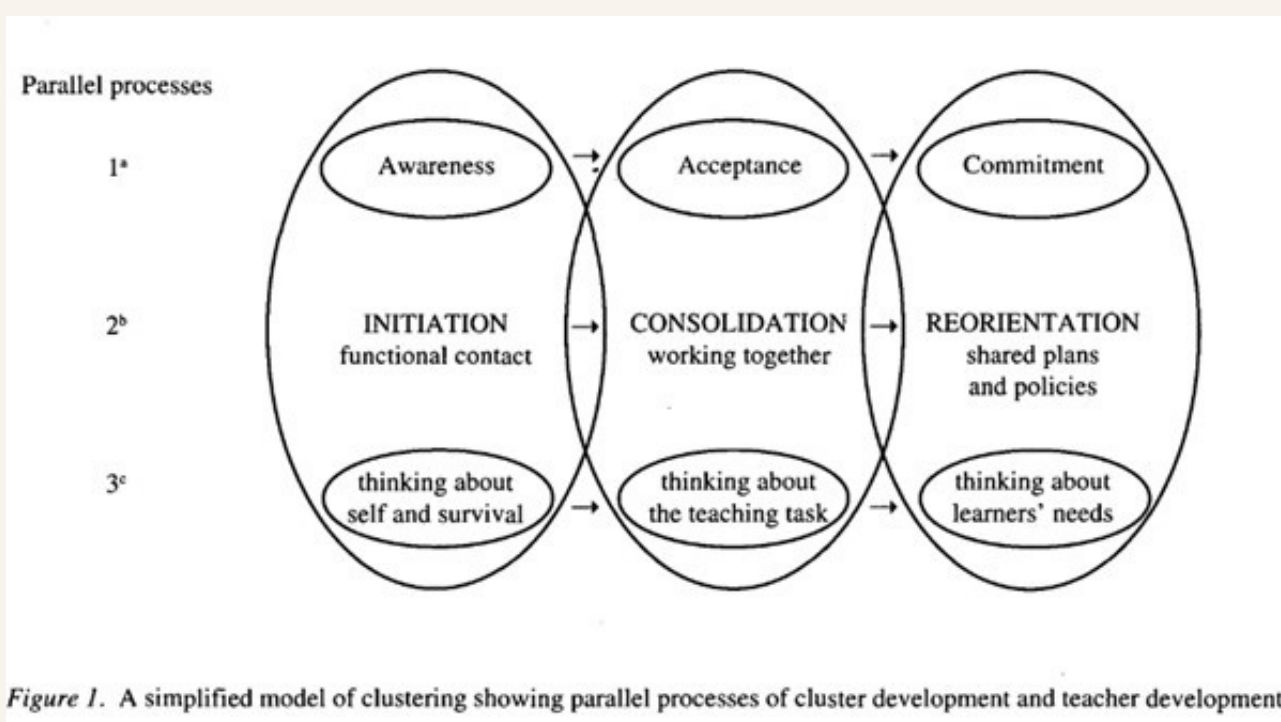 Parallel processes
1ᵃ Awareness → Acceptance → Commitment
2ᵇ INITIATION → CONSOLIDATION → REORIENTATION
functional contact working together shared plans
and policies
3ᶜ thinking about thinking about thinking about
self and survival → the teaching task → learners' needs
Figure 1. A simplified model of clustering showing parallel processes of cluster development and teacher development